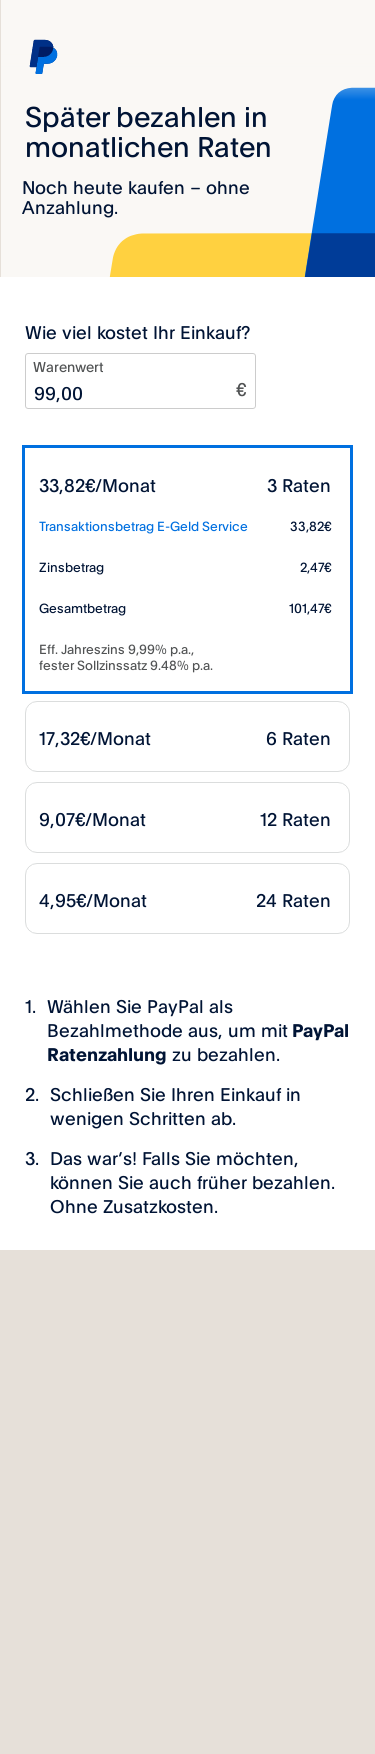 Später bezahlen in
monatlichen Raten
Noch heute kaufen – ohne
Anzahlung.
Wie viel kostet Ihr Einkauf?
Warenwert
99,00 €
33,82€/Monat 3 Raten
Transaktionsbetrag E-Geld Service 33,82€
Zinsbetrag 2,47€
Gesamtbetrag 101,47€
Eff. Jahreszins 9,99% p.a.,
fester Sollzinssatz 9.48% p.a.
17,32€/Monat 6 Raten
9,07€/Monat 12 Raten
4,95€/Monat 24 Raten
1. Wählen Sie PayPal als
Bezahlmethode aus, um mit PayPal
Ratenzahlung zu bezahlen.
2. Schließen Sie Ihren Einkauf in
wenigen Schritten ab.
3. Das war’s! Falls Sie möchten,
können Sie auch früher bezahlen.
Ohne Zusatzkosten.